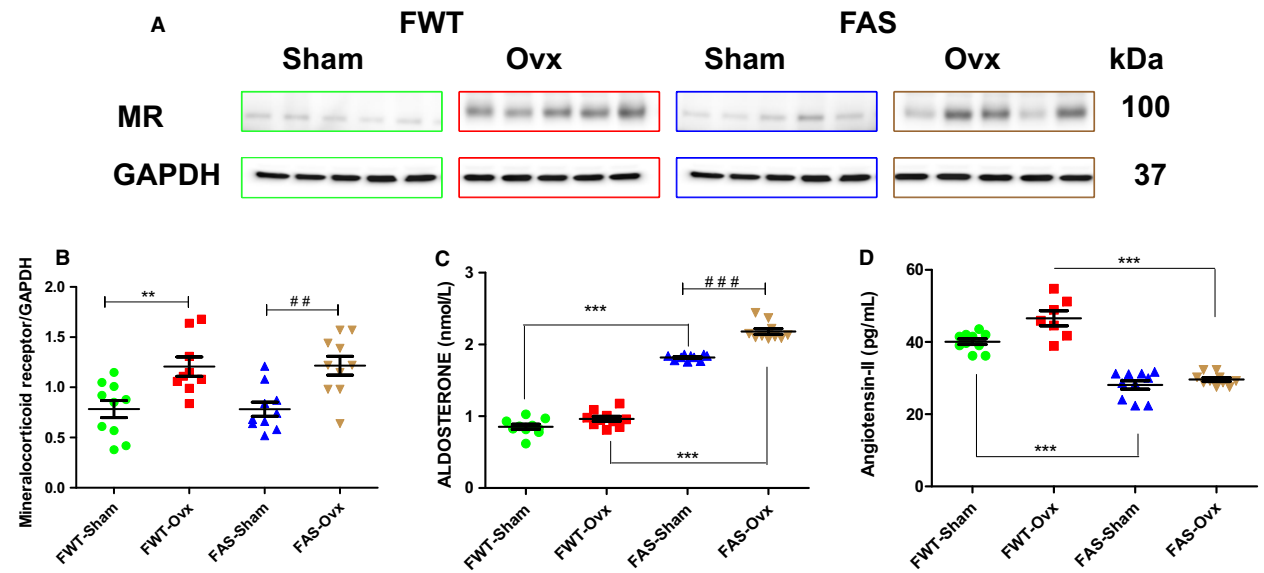 A
FWT FAS
Sham Ovx Sham Ovx kDa
MR 100
GAPDH 37
B
Mineralocorticoid receptor/GAPDH
2.0
1.5
1.0
0.5
0.0
**
# #
FWT-Sham FWT-Ovx FAS-Sham FAS-Ovx
C
ALDOSTERONE (nmol/L)
3
2
1
0
***
# # #
***
FWT-Sham FWT-Ovx FAS-Sham FAS-Ovx
D
Angiotensin-II (pg/mL)
60
40
20
0
***
***
FWT-Sham FWT-Ovx FAS-Sham FAS-Ovx